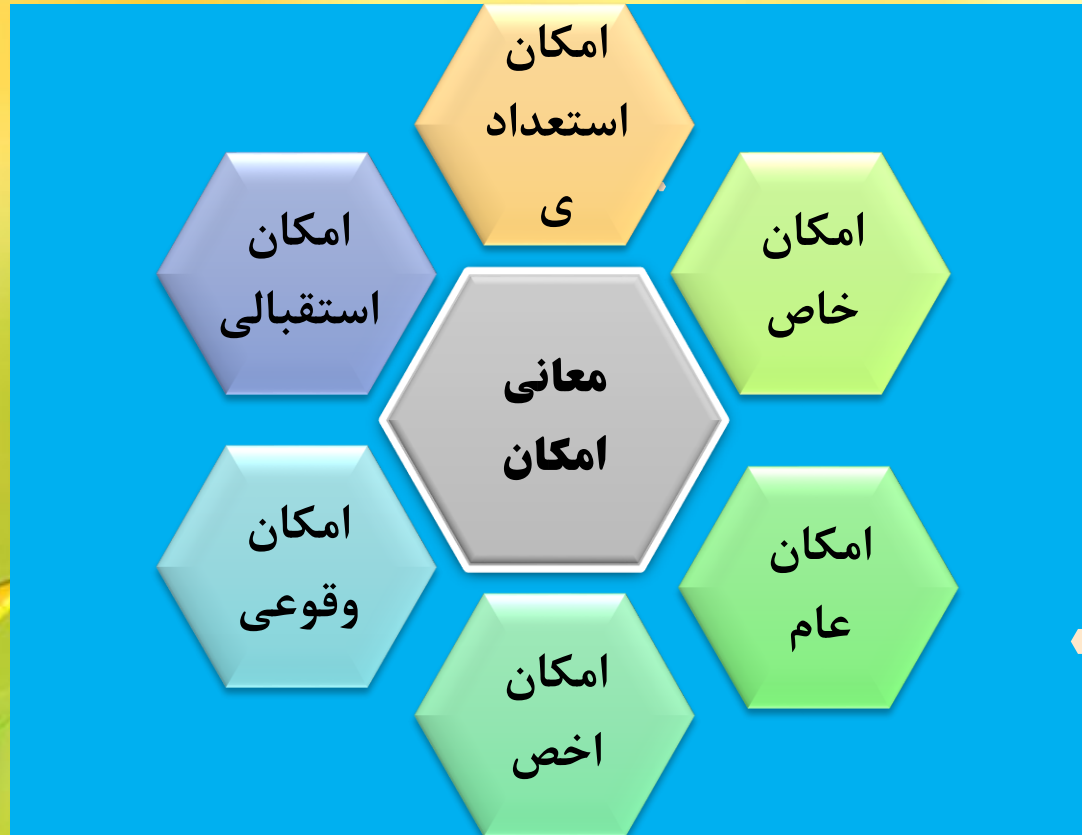 امکان
استعداد
ی
امکان
خاص
امکان
استقبالی
معانی
امکان
امکان
عام
امکان
وقوعی
امکان
اخص